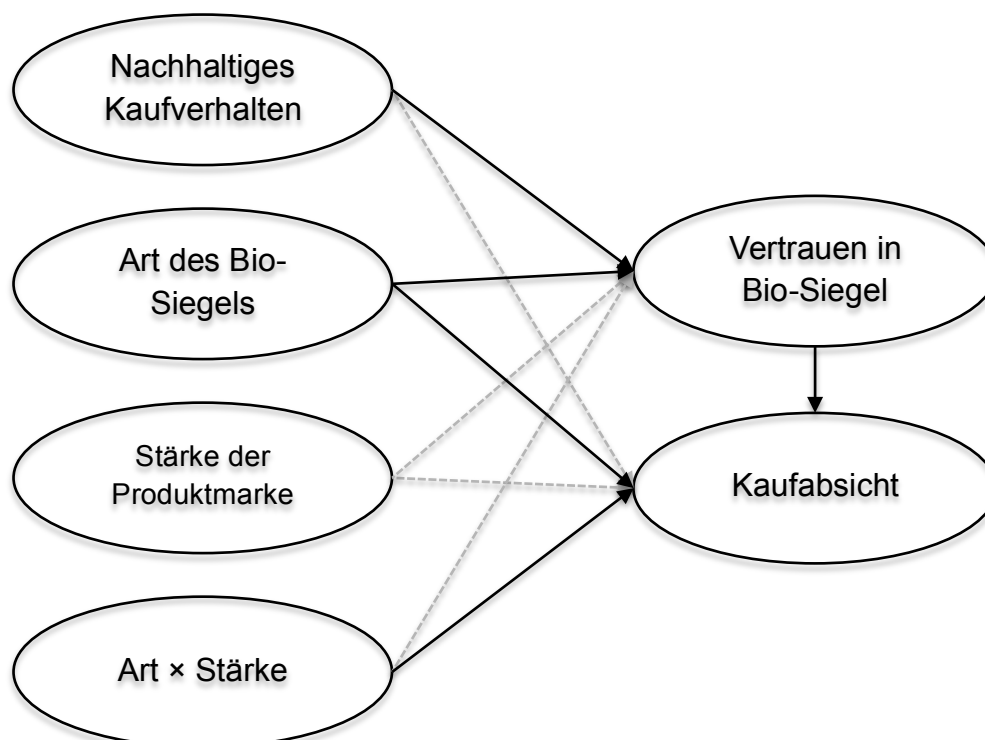 Nachhaltiges
Kaufverhalten
Art des Bio-
Siegels
Vertrauen in
Bio-Siegel
Stärke der
Produktmarke
Kaufabsicht
Art × Stärke